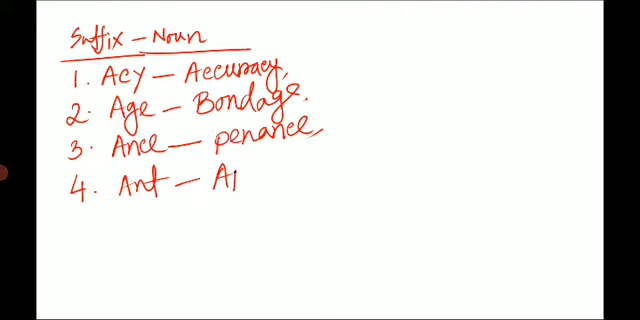 Suffix - Noun
1. Acy - Accuracy,
2. Age - Bondage.
3. Ance - penance,
4. Ant - A